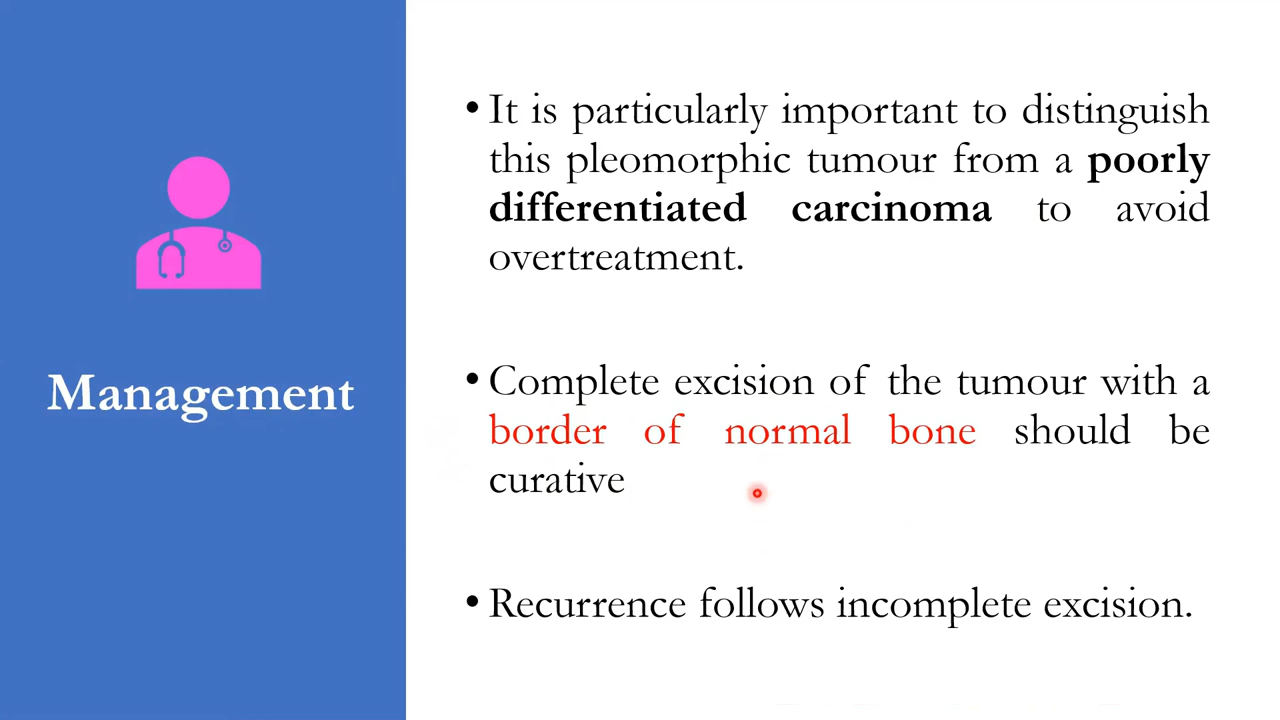 Management
• It is particularly important to distinguish
this pleomorphic tumour from a poorly
differentiated carcinoma to avoid
overtreatment.
• Complete excision of the tumour with a
border of normal bone should be
curative
• Recurrence follows incomplete excision.